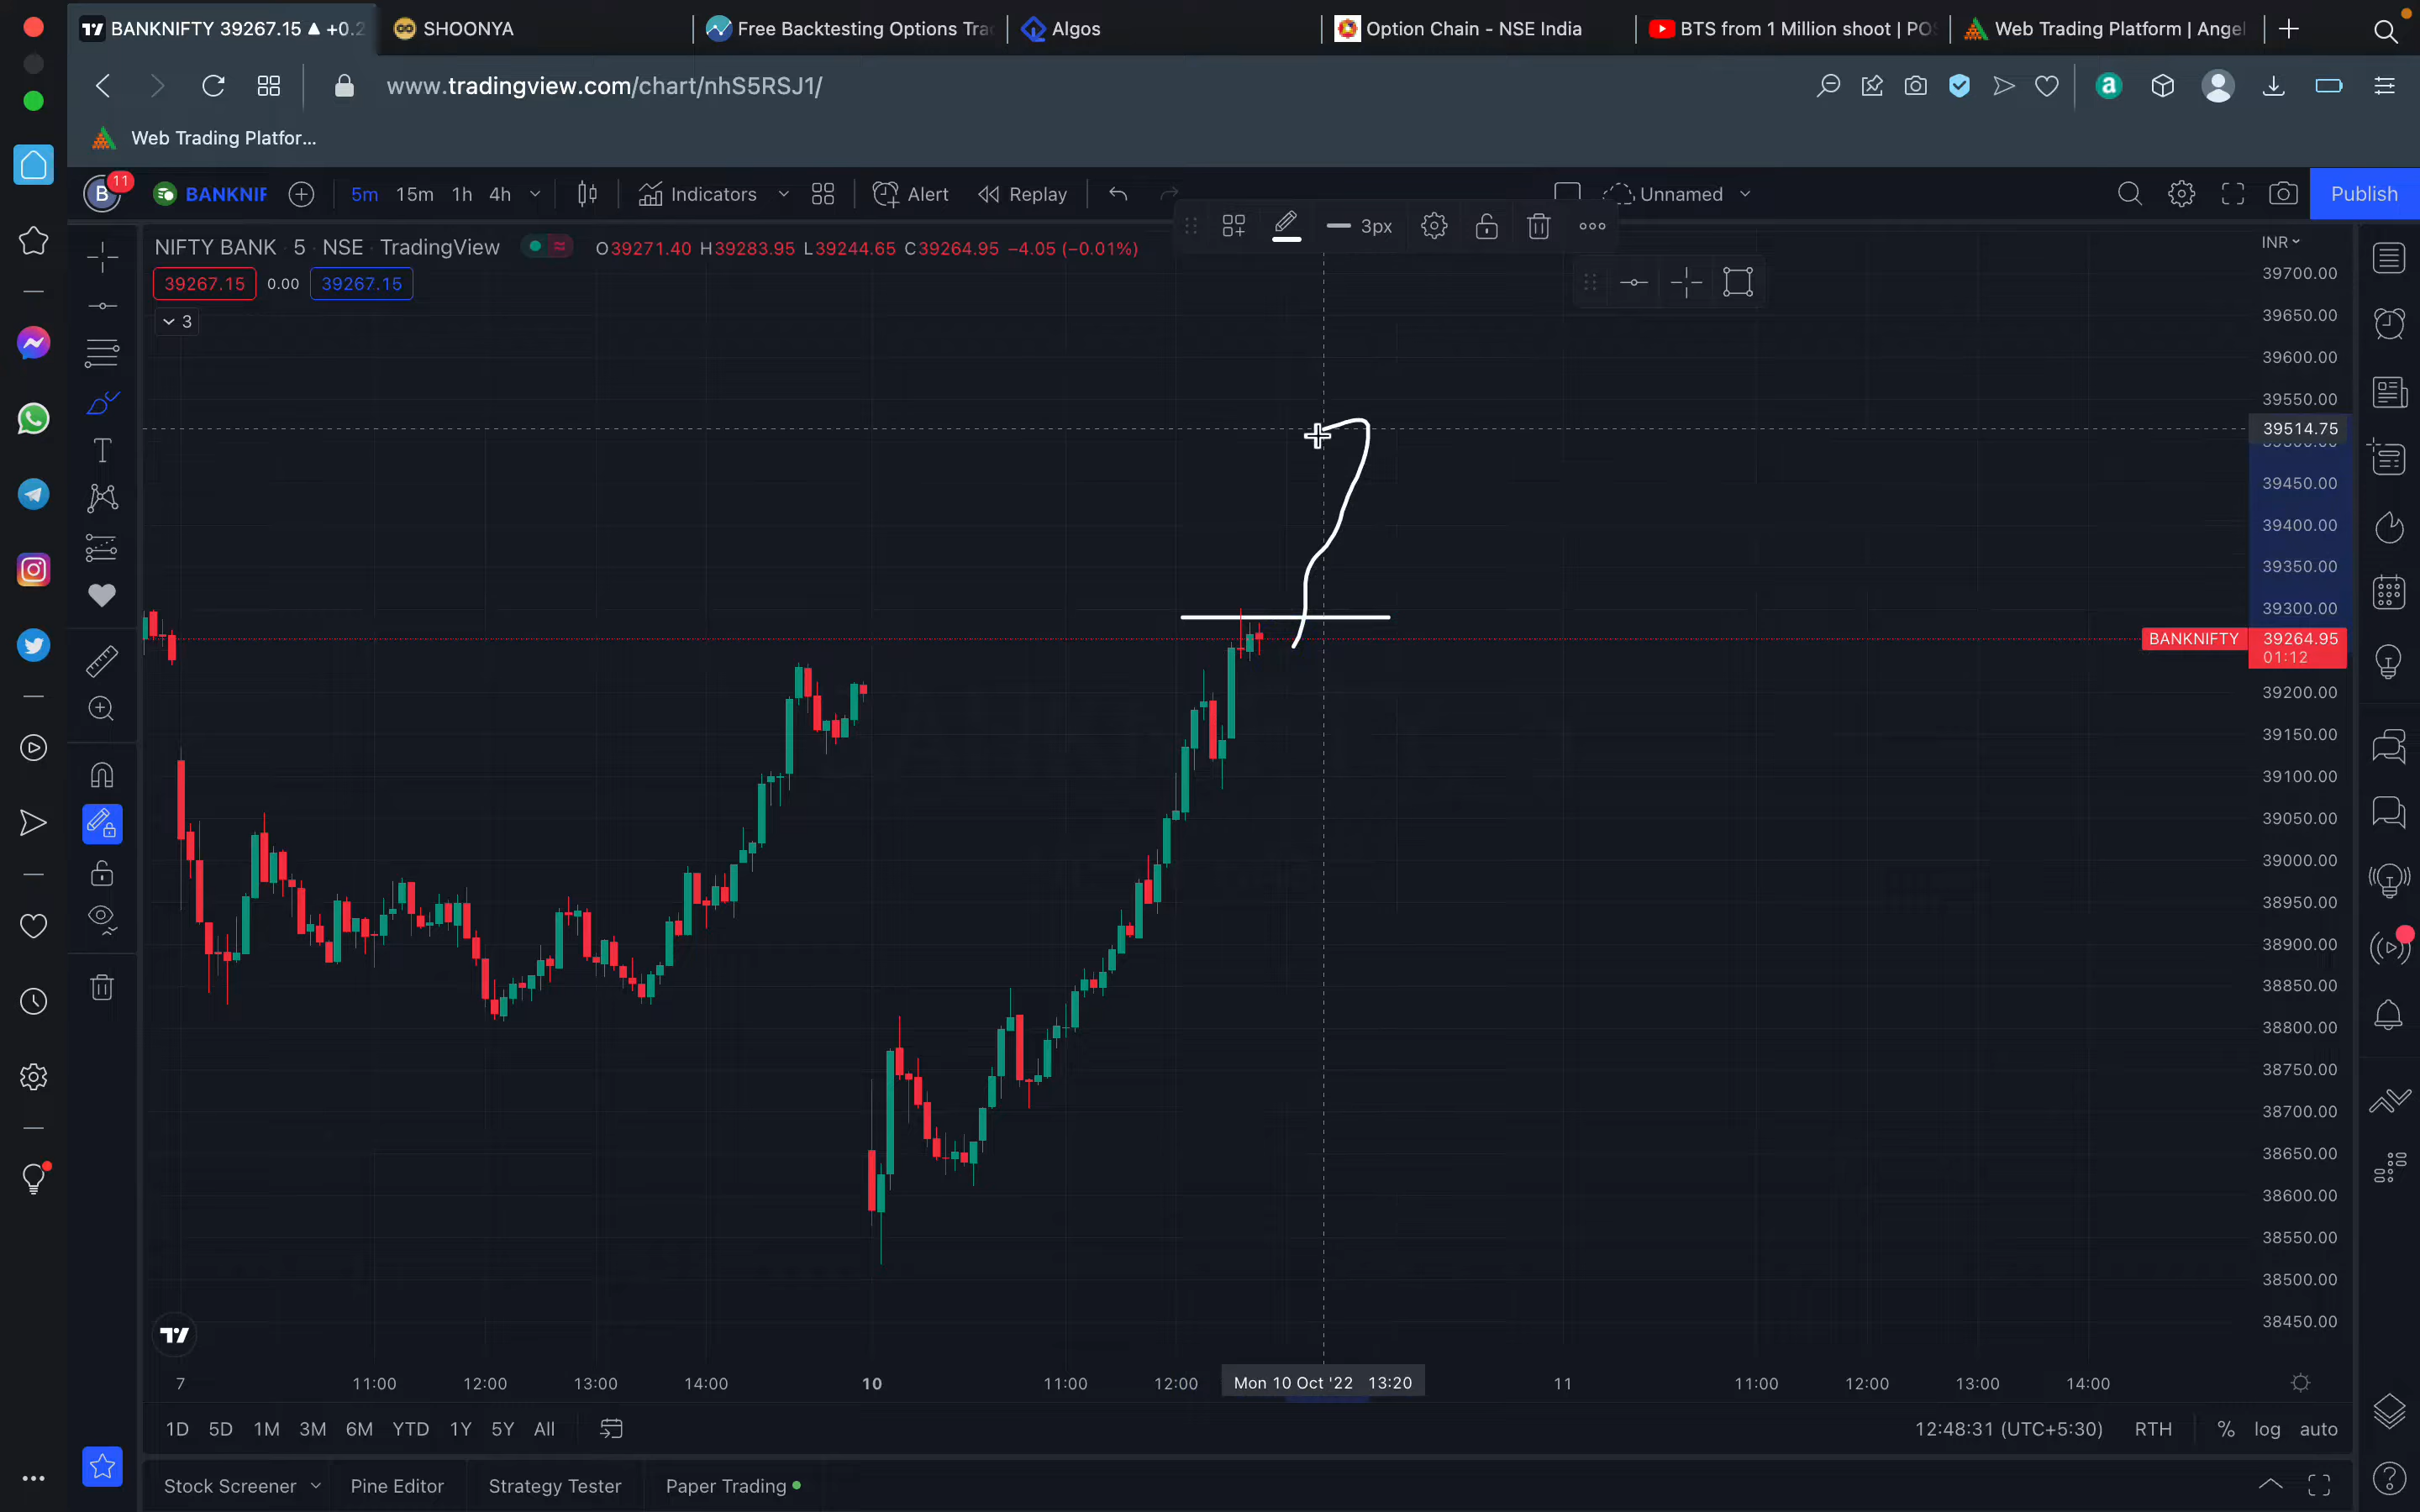 BANKNIFTY 39267.15 ▲ +0.2
SHOONYA
Free Backtesting Options Tra
Algos
Option Chain - NSE India
BTS from 1 Million shoot | PO
Web Trading Platform | Angel
www.tradingview.com/chart/nhS5RSJ1/
Web Trading Platfor...
B
11
BANKNIF
5m
15m
1h
4h
Indicators
Alert
Replay
Unnamed
Publish
3px
NIFTY BANK · 5 · NSE · TradingView
O39271.40 H39283.95 L39244.65 C39264.95 −4.05 (−0.01%)
39267.15
0.00
39267.15
3
INR
39700.00
39650.00
39600.00
39550.00
39514.75
39450.00
39400.00
39350.00
39300.00
BANKNIFTY
39264.95
01:12
39200.00
39150.00
39100.00
39050.00
39000.00
38950.00
38900.00
38850.00
38800.00
38750.00
38700.00
38650.00
38600.00
38550.00
38500.00
38450.00
7
11:00
12:00
13:00
14:00
10
11:00
12:00
Mon 10 Oct '22 13:20
11
11:00
12:00
13:00
14:00
1D
5D
1M
3M
6M
YTD
1Y
5Y
All
12:48:31 (UTC+5:30)
RTH
%
log
auto
Stock Screener
Pine Editor
Strategy Tester
Paper Trading